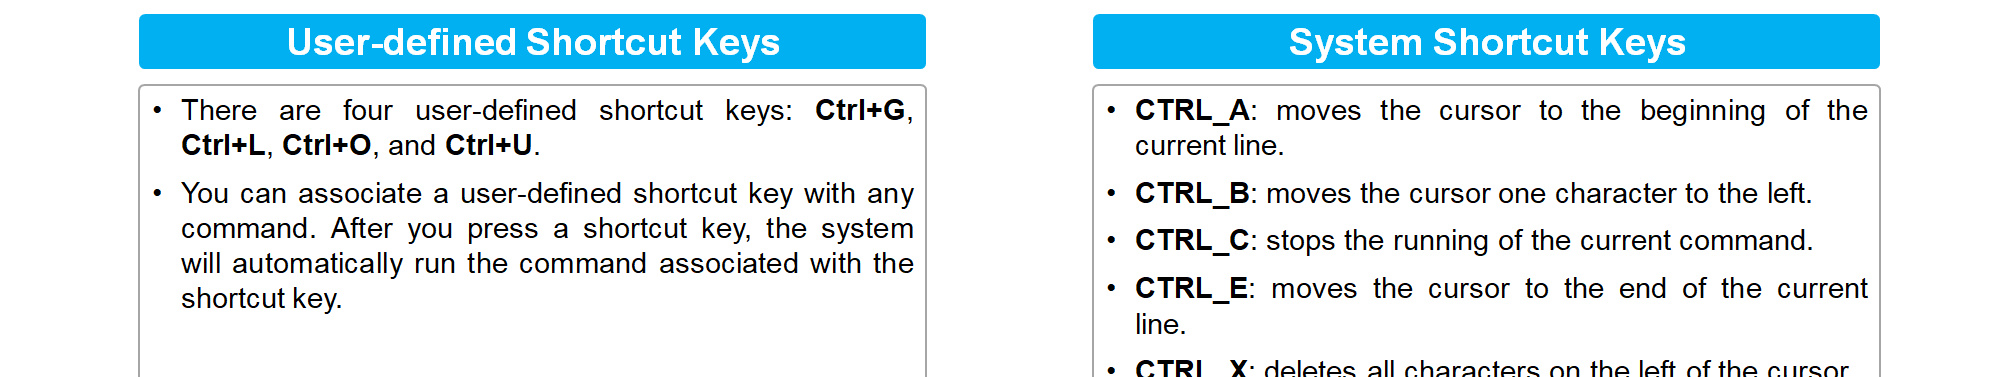 User-defined Shortcut Keys
• There are four user-defined shortcut keys: Ctrl+G,
Ctrl+L, Ctrl+O, and Ctrl+U.
• You can associate a user-defined shortcut key with any
command. After you press a shortcut key, the system
will automatically run the command associated with the
shortcut key.
System Shortcut Keys
• CTRL_A: moves the cursor to the beginning of the
current line.
• CTRL_B: moves the cursor one character to the left.
• CTRL_C: stops the running of the current command.
• CTRL_E: moves the cursor to the end of the current
line.
• CTRL_X: deletes all characters on the left of the cursor.